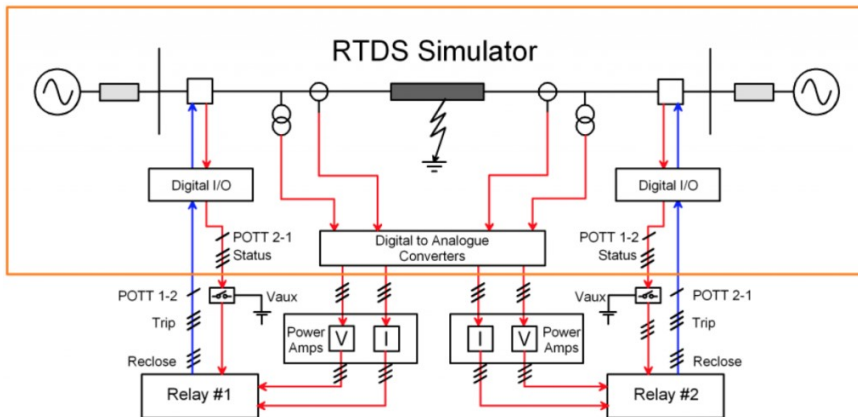 RTDS Simulator
Digital I/O
Digital I/O
POTT 2-1
Status
Digital to Analogue
Converters
POTT 1-2
Status
POTT 1-2
Vaux
Vaux
POTT 2-1
Trip
Power
Amps
V
I
I
V
Power
Amps
Trip
Reclose
Reclose
Relay #1
Relay #2